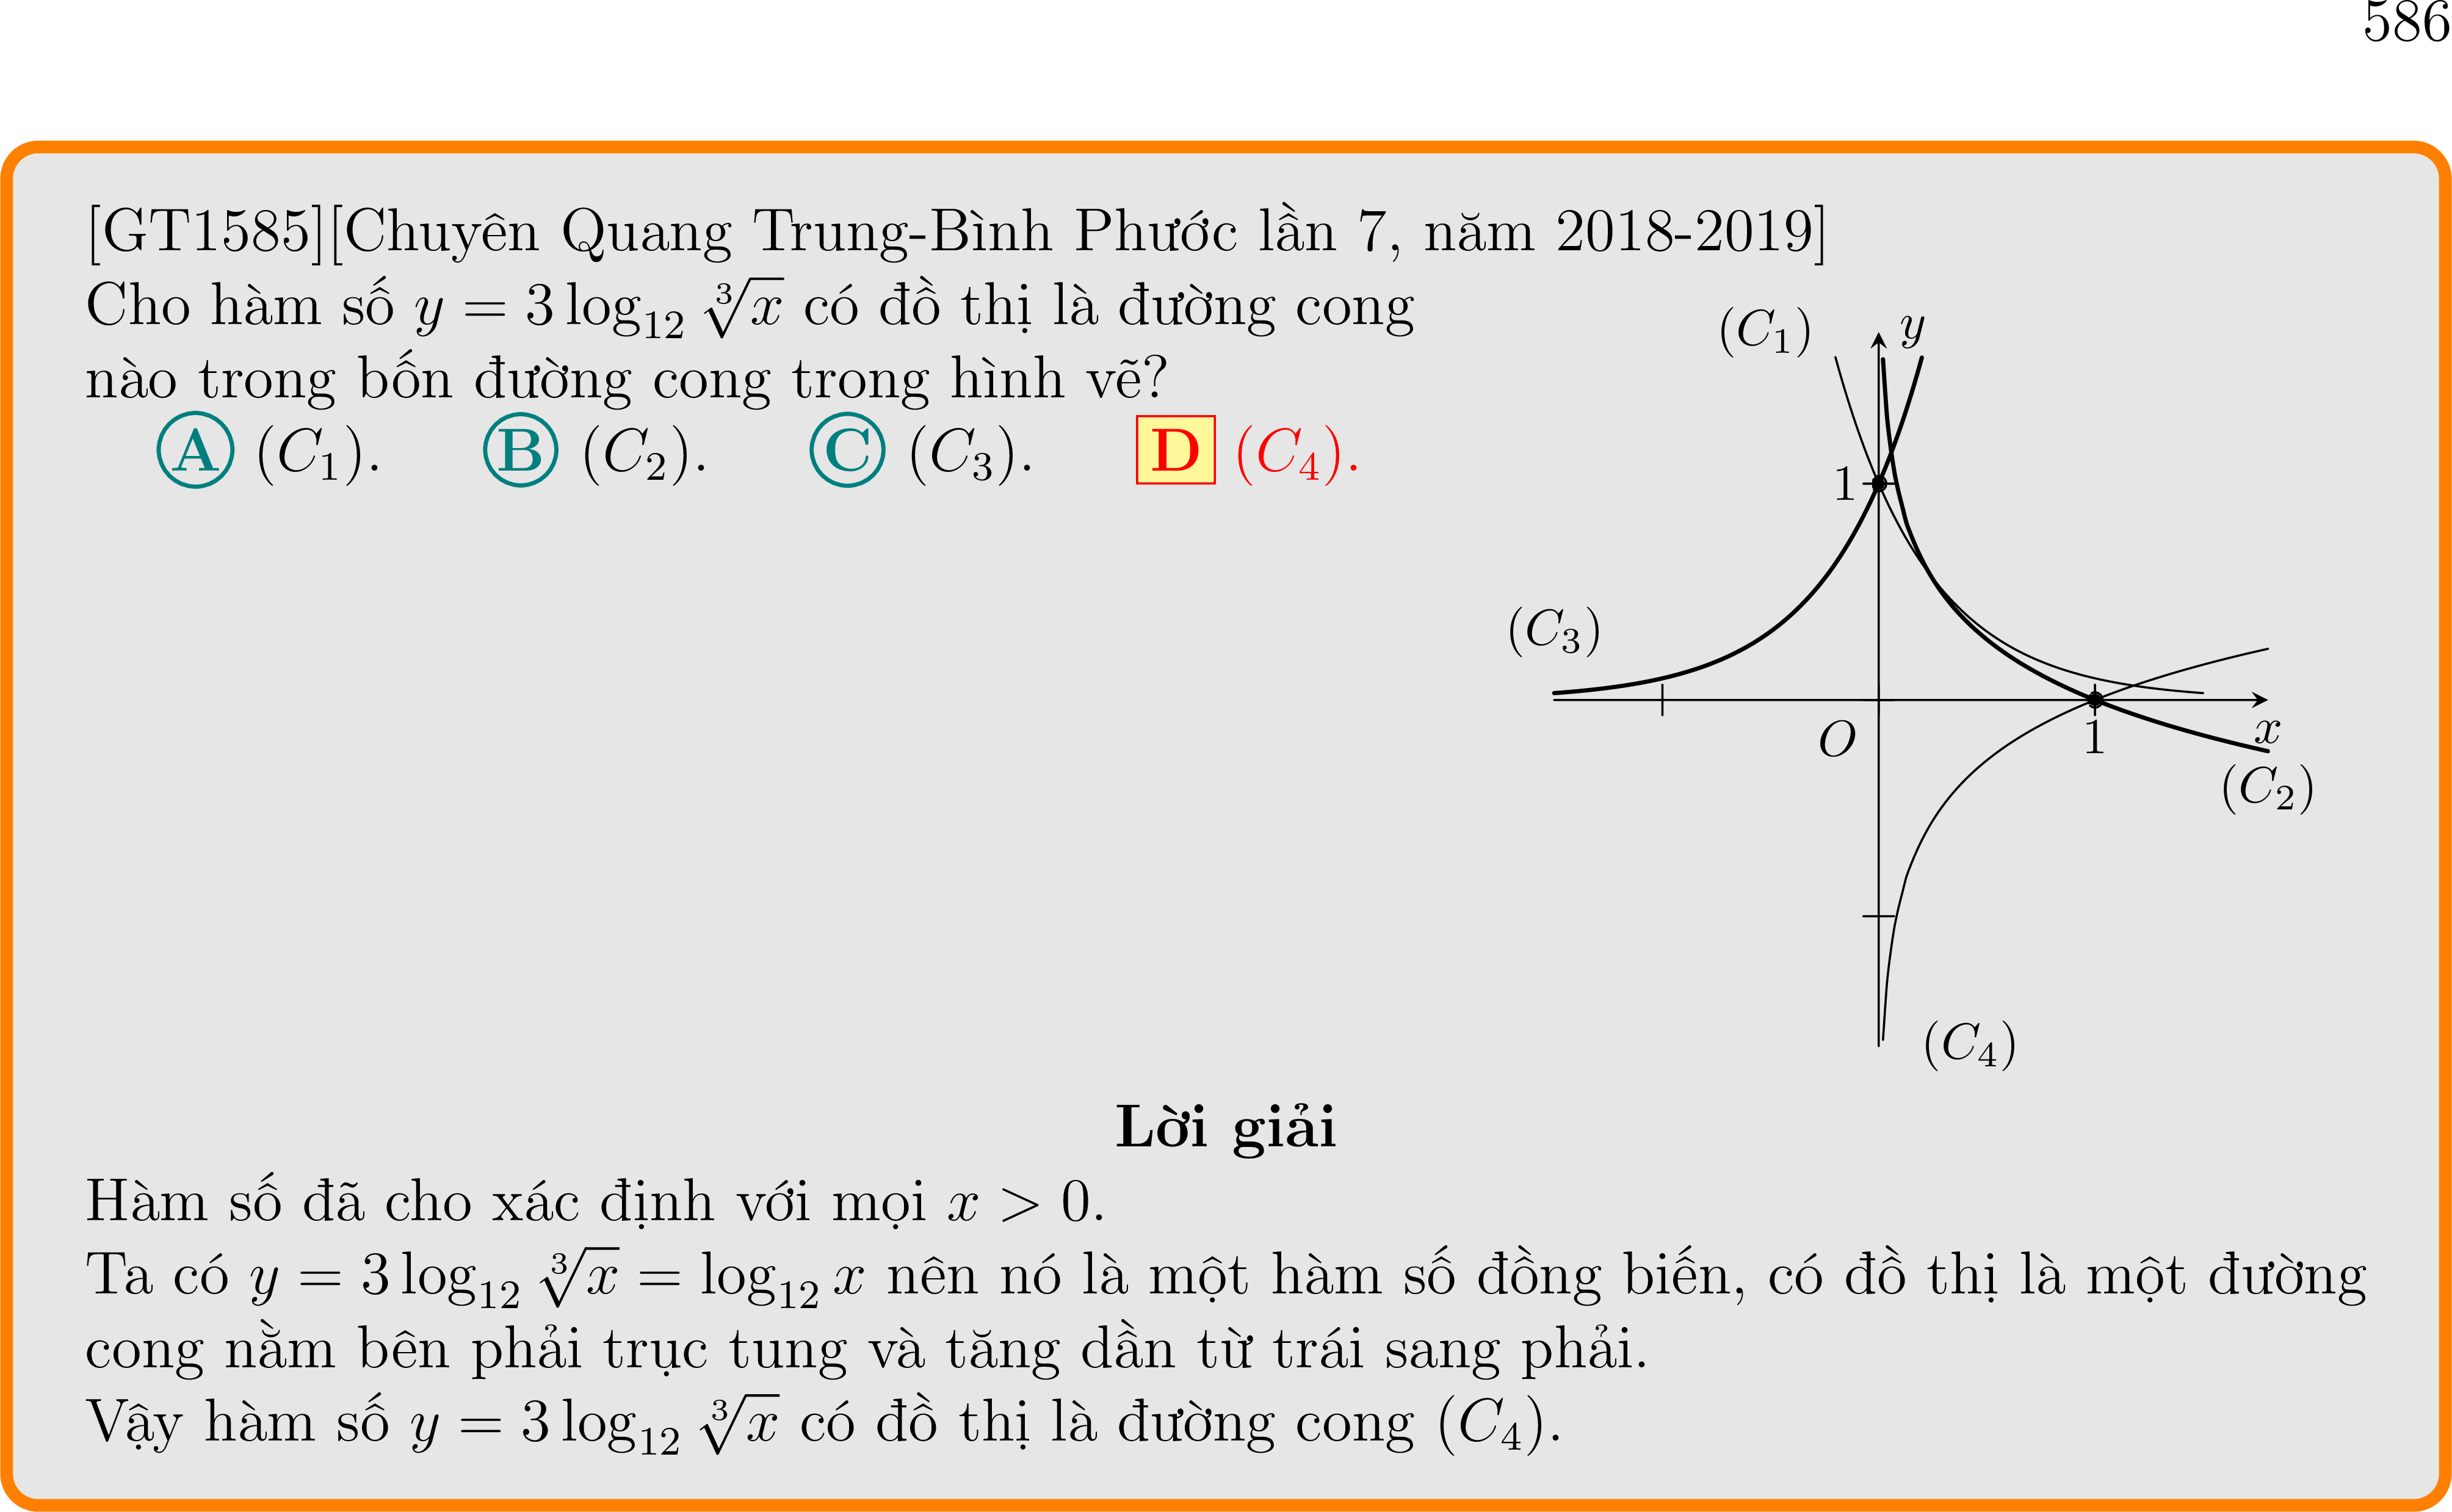 586
[GT1585][Chuyên Quang Trung-Bình Phước lần 7, năm 2018-2019]
Cho hàm số $y = 3\log_{12}\sqrt[3]{x}$ có đồ thị là đường cong
nào trong bốn đường cong trong hình vẽ?
A $(C_1)$. B $(C_2)$. C $(C_3)$. D $(C_4)$.
$(C_1)$ y
1
$(C_3)$
O 1 x
$(C_2)$
$(C_4)$
Lời giải
Hàm số đã cho xác định với mọi $x > 0$.
Ta có $y = 3\log_{12}\sqrt[3]{x} = \log_{12} x$ nên nó là một hàm số đồng biến, có đồ thị là một đường
cong nằm bên phải trục tung và tăng dần từ trái sang phải.
Vậy hàm số $y = 3\log_{12}\sqrt[3]{x}$ có đồ thị là đường cong $(C_4)$.